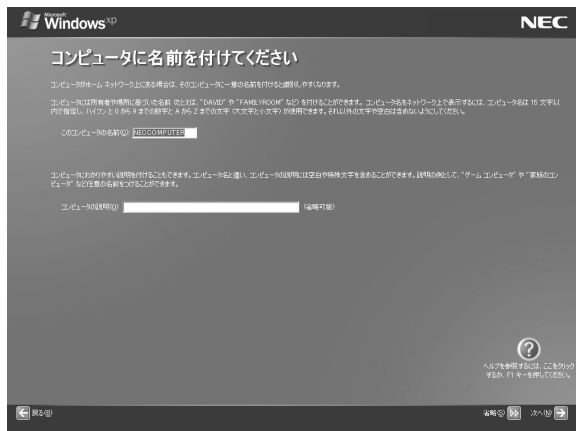 Microsoft
Windows xp
NEC
コンピュータに名前を付けてください
コンピュータがホーム ネットワーク上にある場合は、そのコンピュータに一意の名前を付けると識別しやすくなります。
コンピュータには所有者や場所に基づいた名前 (たとえば、"DAVID" や "FAMILYROOM" など) を付けることができます。コンピュータ名をネットワーク上で表示するには、コンピュータ名は 15 文字以
内で指定し、ハイフンと 0 から 9 までの数字と A から Z までの文字 (大文字と小文字) が使用できます。それ以外の文字や空白は含めないようにしてください。
このコンピュータの名前(C)
NECCOMPUTER
コンピュータにわかりやすい説明を付けることもできます。コンピュータ名と違い、コンピュータの説明には空白や特殊文字を含めることができます。説明の例として、"ゲーム コンピュータ" や "家族のコン
ピュータ" など任意の名前をつけることができます。
コンピュータの説明(O)
(省略可能)
ヘルプを参照するには、ここをクリック
するか、F1 キーを押してください。
戻る(B)
省略(S)
次へ(N)